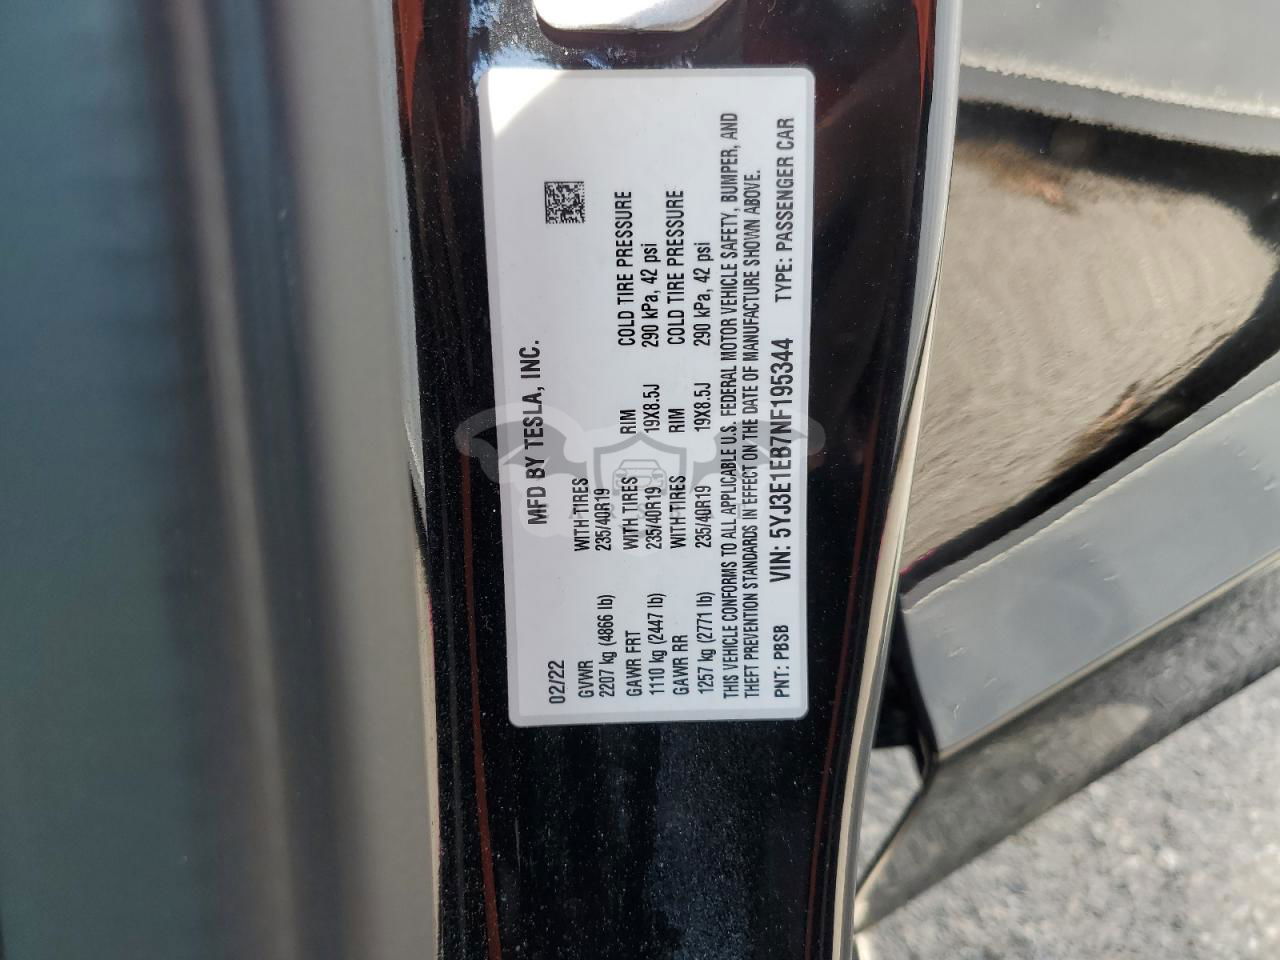 MFD BY TESLA, INC.
02/22
GVWR WITH TIRES
2207 kg (4866 lb) 235/40R19
GAWR FRT WITH TIRES RIM COLD TIRE PRESSURE
1110 kg (2447 lb) 235/40R19 19X8.5J 290 kPa, 42 psi
GAWR RR WITH TIRES RIM COLD TIRE PRESSURE
1257 kg (2771 lb) 235/40R19 19X8.5J 290 kPa, 42 psi
THIS VEHICLE CONFORMS TO ALL APPLICABLE U.S. FEDERAL MOTOR VEHICLE SAFETY, BUMPER, AND
THEFT PREVENTION STANDARDS IN EFFECT ON THE DATE OF MANUFACTURE SHOWN ABOVE.
PNT: PBSB VIN: 5YJ3E1EB7NF195344 TYPE: PASSENGER CAR